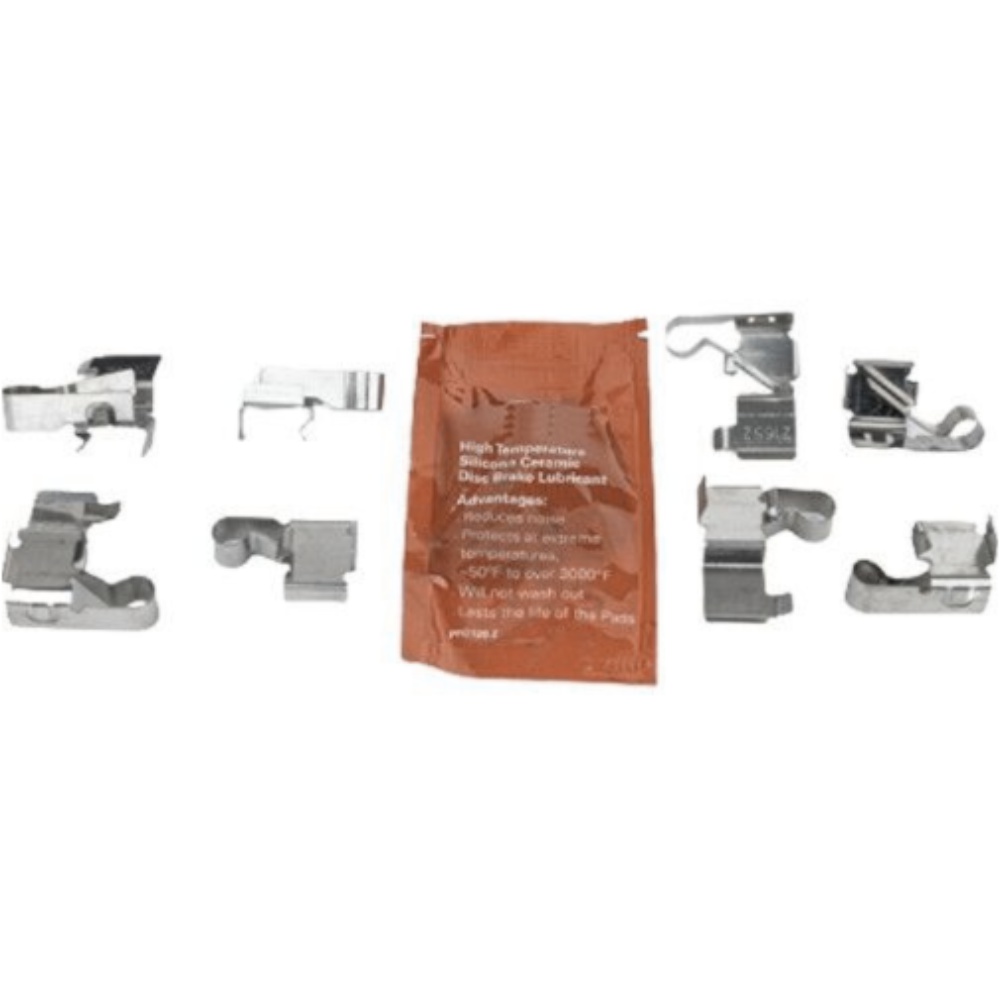 High Temperature
Silicone Ceramic
Disc Brake Lubricant
Advantages:
Reduces noise
Protects at extreme
temperatures,
-50°F to over 3000°F
Will not wash out
Lasts the life of the Pads